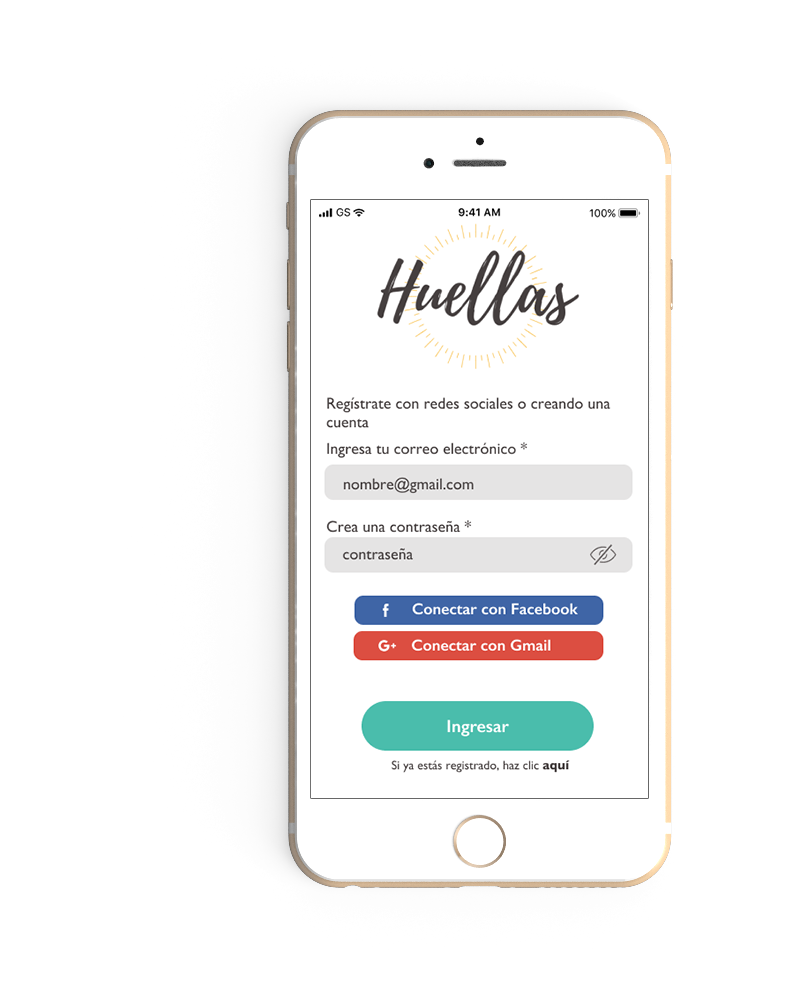 GS 9:41 AM 100%
Huellas
Regístrate con redes sociales o creando una
cuenta
Ingresa tu correo electrónico *
nombre@gmail.com
Crea una contraseña *
contraseña
f Conectar con Facebook
G+ Conectar con Gmail
Ingresar
Si ya estás registrado, haz clic aquí